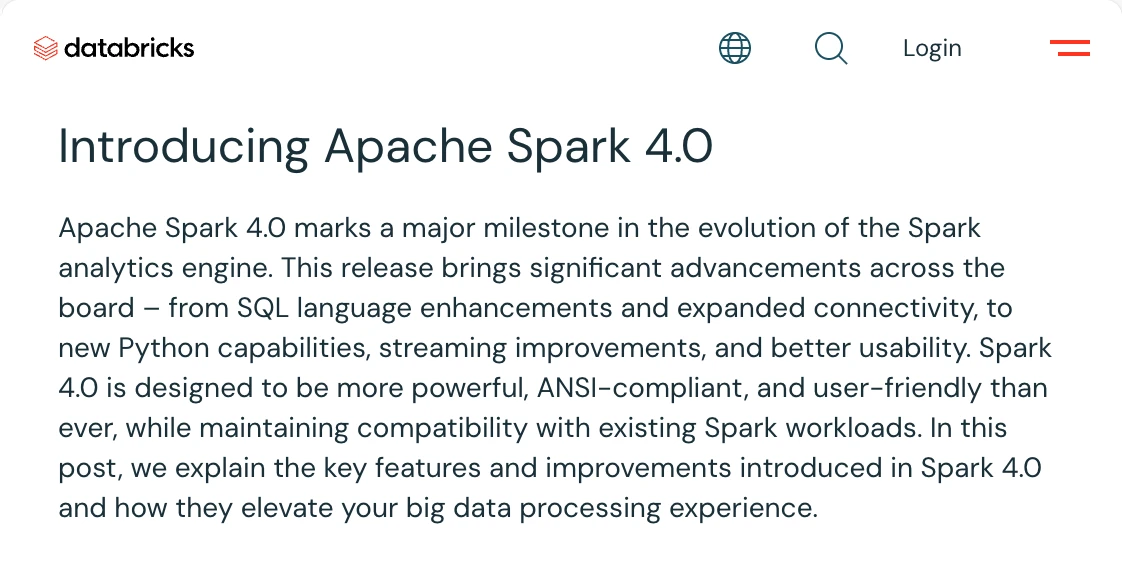 databricks
Login
Introducing Apache Spark 4.0
Apache Spark 4.0 marks a major milestone in the evolution of the Spark
analytics engine. This release brings significant advancements across the
board – from SQL language enhancements and expanded connectivity, to
new Python capabilities, streaming improvements, and better usability. Spark
4.0 is designed to be more powerful, ANSI-compliant, and user-friendly than
ever, while maintaining compatibility with existing Spark workloads. In this
post, we explain the key features and improvements introduced in Spark 4.0
and how they elevate your big data processing experience.